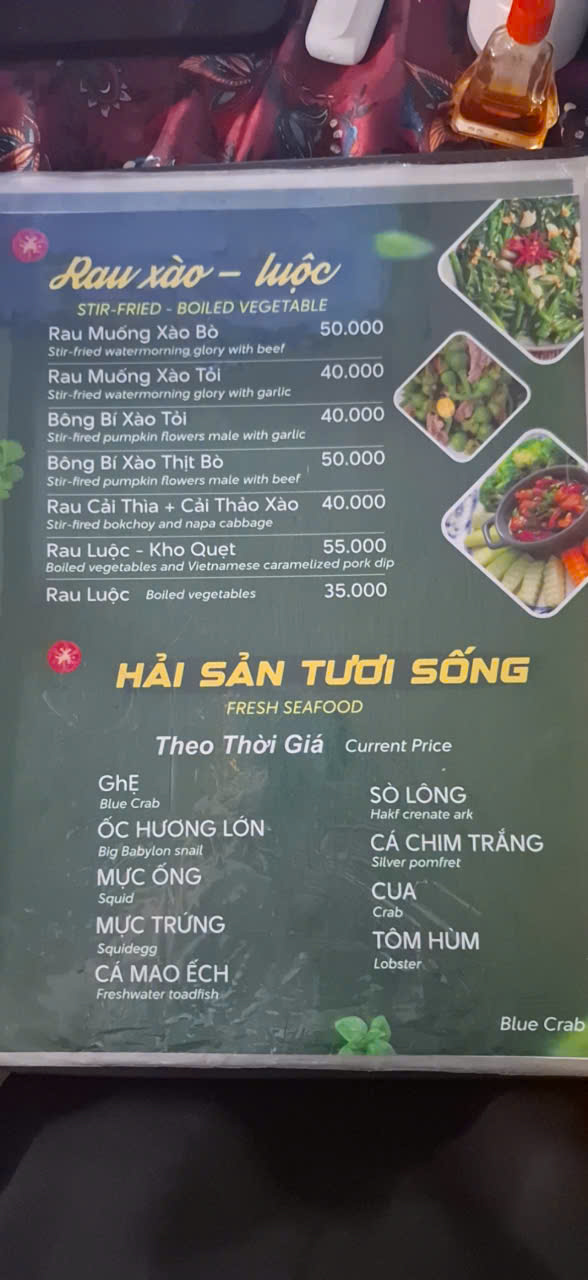 Rau xào - luộc
STIR-FRIED - BOILED VEGETABLE
Rau Muống Xào Bò 50.000
Stir-fried watermorning glory with beef
Rau Muống Xào Tỏi 40.000
Stir-fried watermorning glory with garlic
Bông Bí Xào Tỏi 40.000
Stir-fired pumpkin flowers male with garlic
Bông Bí Xào Thịt Bò 50.000
Stir-fired pumpkin flowers male with beef
Rau Cải Thìa + Cải Thảo Xào 40.000
Stir-fired bokchoy and napa cabbage
Rau Luộc - Kho Quẹt 55.000
Boiled vegetables and Vietnamese caramelized pork dip
Rau Luộc Boiled vegetables 35.000
HẢI SẢN TƯƠI SỐNG
FRESH SEAFOOD
Theo Thời Giá Current Price
GhẸ
Blue Crab
ỐC HƯƠNG LỚN
Big Babylon snail
MỰC ỐNG
Squid
MỰC TRỨNG
Squidegg
CÁ MAO ẾCH
Freshwater toadfish
SÒ LÔNG
Hakf crenate ark
CÁ CHIM TRẮNG
Silver pomfret
CUA
Crab
TÔM HÙM
Lobster
Blue Crab